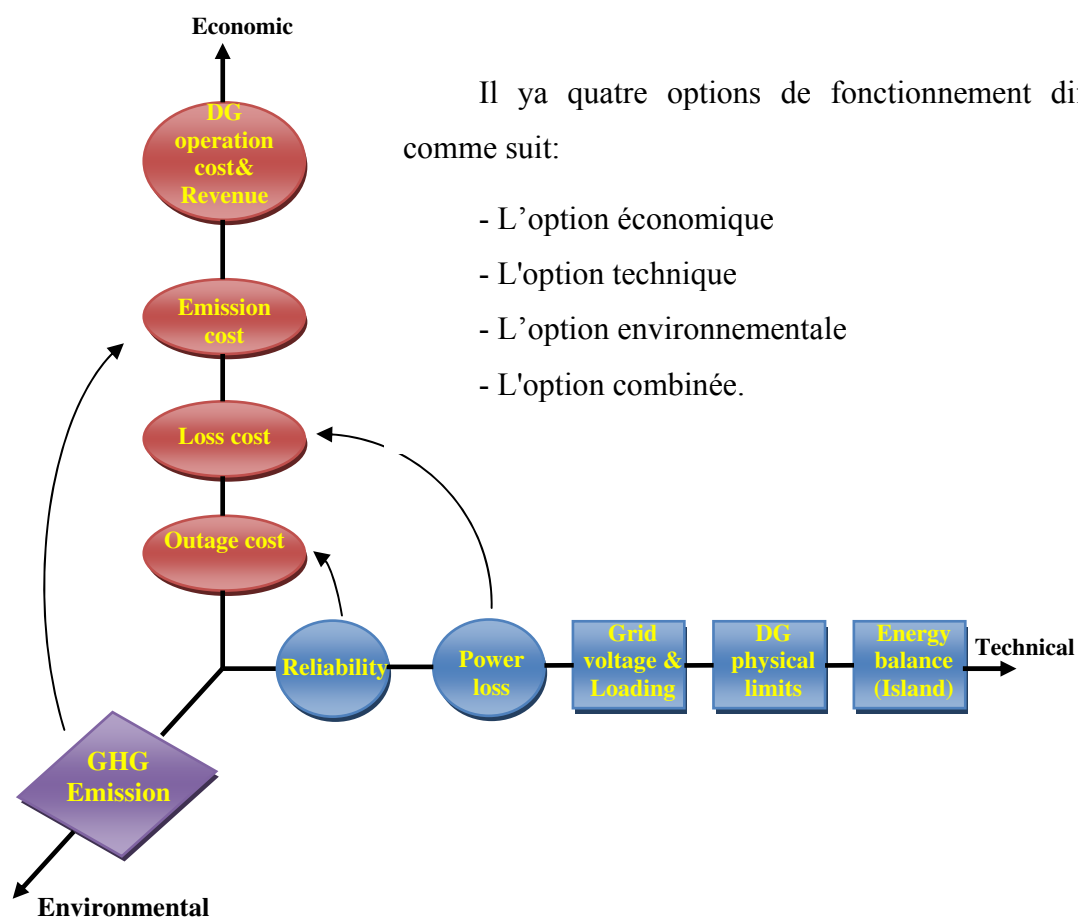 Economic
Il ya quatre options de fonctionnement
comme suit:
- L’option économique
- L'option technique
- L’option environnementale
- L'option combinée.
DG
operation
cost&
Revenue
Emission
cost
Loss cost
Outage cost
Reliability
Power
loss
Grid
voltage &
Loading
DG
physical
limits
Energy
balance
(Island)
Technical
GHG
Emission
Environmental